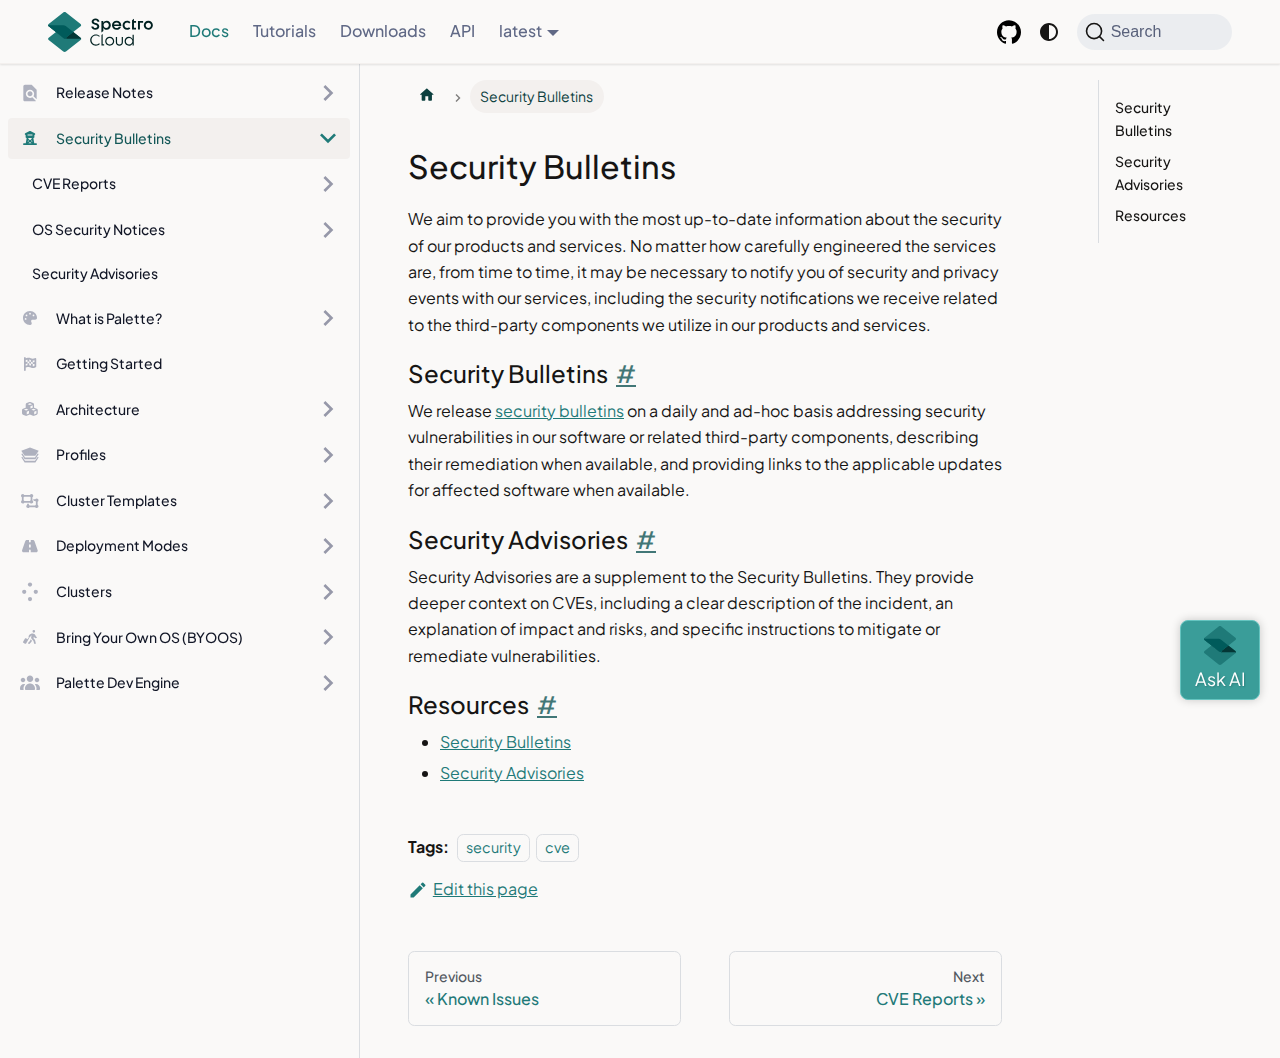 Spectro
Cloud
Docs
Tutorials
Downloads
API
latest
Search
Release Notes
Security Bulletins
CVE Reports
OS Security Notices
Security Advisories
What is Palette?
Getting Started
Architecture
Profiles
Cluster Templates
Deployment Modes
Clusters
Bring Your Own OS (BYOOS)
Palette Dev Engine
Security Bulletins
Security Bulletins
We aim to provide you with the most up-to-date information about the security
of our products and services. No matter how carefully engineered the services
are, from time to time, it may be necessary to notify you of security and privacy
events with our services, including the security notifications we receive related
to the third-party components we utilize in our products and services.
Security Bulletins #
We release security bulletins on a daily and ad-hoc basis addressing security
vulnerabilities in our software or related third-party components, describing
their remediation when available, and providing links to the applicable updates
for affected software when available.
Security Advisories #
Security Advisories are a supplement to the Security Bulletins. They provide
deeper context on CVEs, including a clear description of the incident, an
explanation of impact and risks, and specific instructions to mitigate or
remediate vulnerabilities.
Resources #
Security Bulletins
Security Advisories
Tags: security cve
Edit this page
Previous
« Known Issues
Next
CVE Reports »
Security
Bulletins
Security
Advisories
Resources
Ask AI